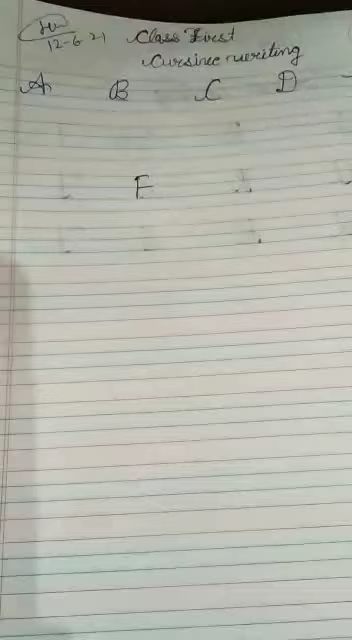 HW
12-6-21 Class First
Cursive writing
A B C D
F